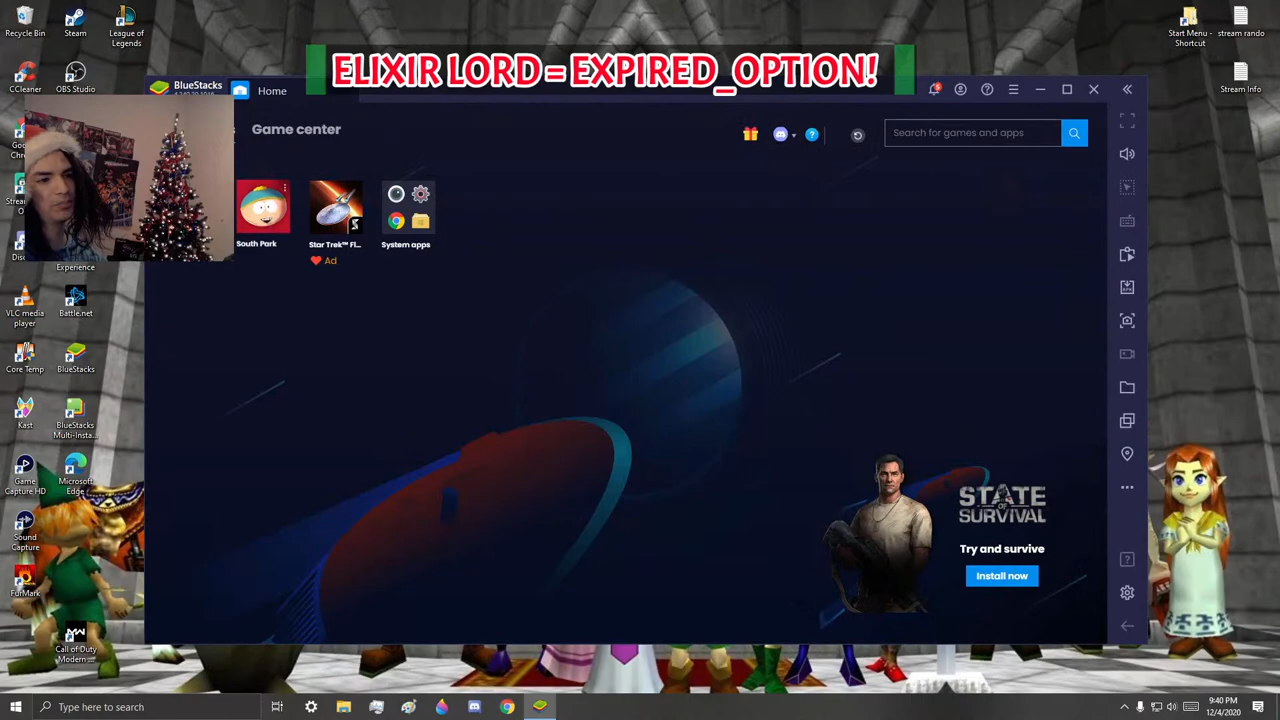 Recycle Bin
Steam
League of
Legends
Start Menu -
Shortcut
stream rando
ELIXIR LORD = EXPIRED_OPTION!
CCleaner
OBS Studio
Stream Info
BlueStacks
Home
Game center
Search for games and apps
South Park
Star Trek™ Fl...
System apps
Ad
Experience
VLC media
player
Battle.net
Core Temp
BlueStacks
Kast
BlueStacks
Multi-Insta...
Game
Capture HD
Microsoft
Edge
STATE
OF
SURVIVAL
Try and survive
Install now
Sound
Capture
FurMark
Call of Duty
Modern ...
Type here to search
9:40 PM
12/4/2020